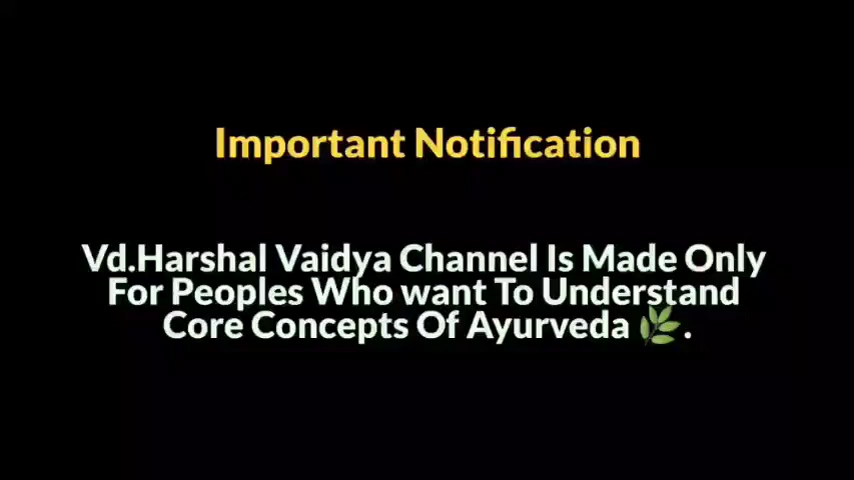 Important Notification
Vd.Harshal Vaidya Channel Is Made Only
For Peoples Who want To Understand
Core Concepts Of Ayurveda 🌿.